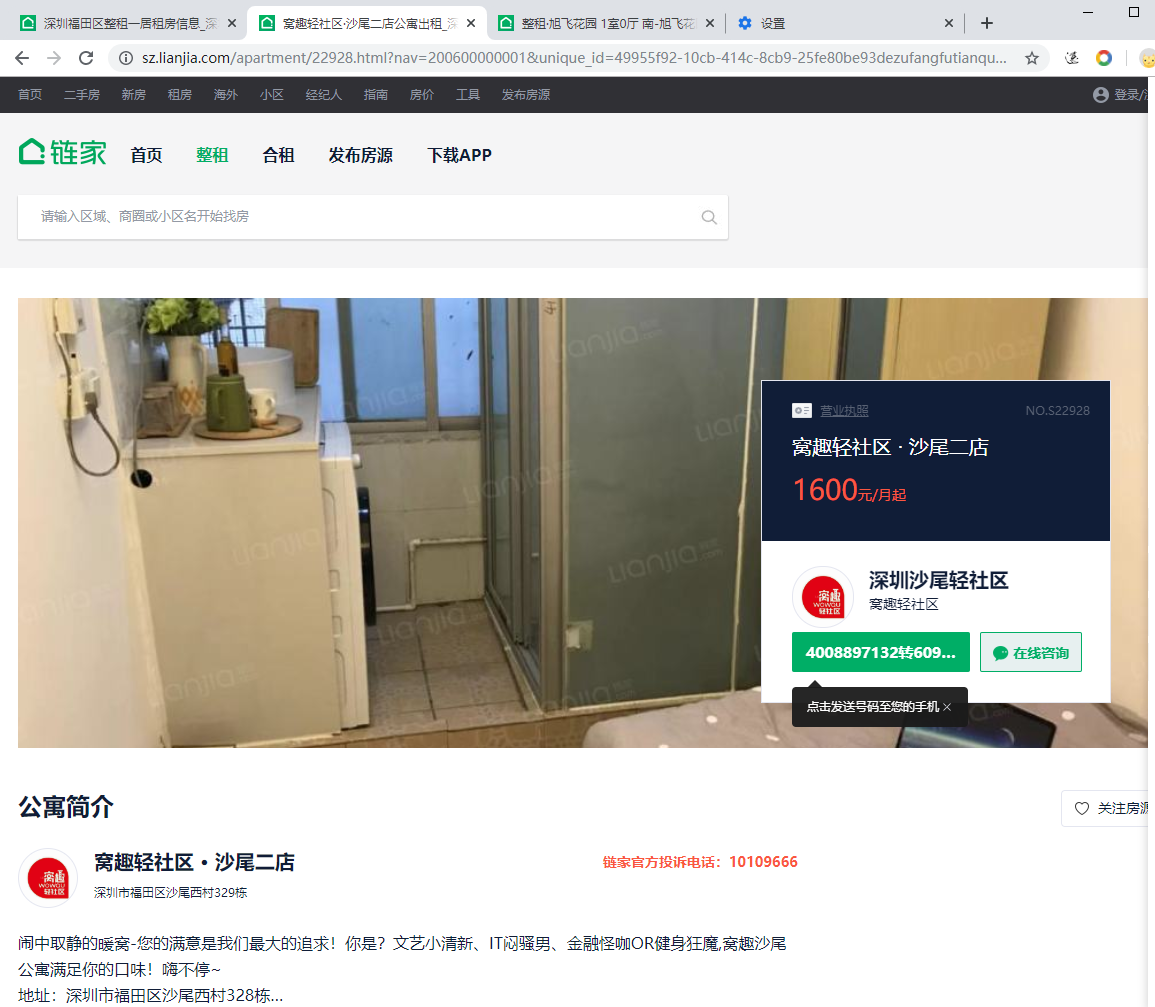 深圳福田区整租一居租房信息_深
窝趣轻社区·沙尾二店公寓出租_深
整租·旭飞花园 1室0厅 南-旭飞花
设置
sz.lianjia.com/apartment/22928.html?nav=200600000001&unique_id=49955f92-10cb-414c-8cb9-25fe80be93dezufangfutianqu...
首页 二手房 新房 租房 海外 小区 经纪人 指南 房价 工具 发布房源 登录/
链家 首页 整租 合租 发布房源 下载APP
请输入区域、商圈或小区名开始找房
营业执照 NO.S22928
窝趣轻社区 · 沙尾二店
1600元/月起
窝趣
WOWQU
轻社区
深圳沙尾轻社区
窝趣轻社区
4008897132转609... 在线咨询
点击发送号码至您的手机 ×
lianjia.com
公寓简介
关注房源
窝趣
WOWQU
轻社区
窝趣轻社区·沙尾二店
链家官方投诉电话：10109666
深圳市福田区沙尾西村329栋
闹中取静的暖窝-您的满意是我们最大的追求！你是？文艺小清新、IT闷骚男、金融怪咖OR健身狂魔,窝趣沙尾
公寓满足你的口味！嗨不停~
地址：深圳市福田区沙尾西村328栋...